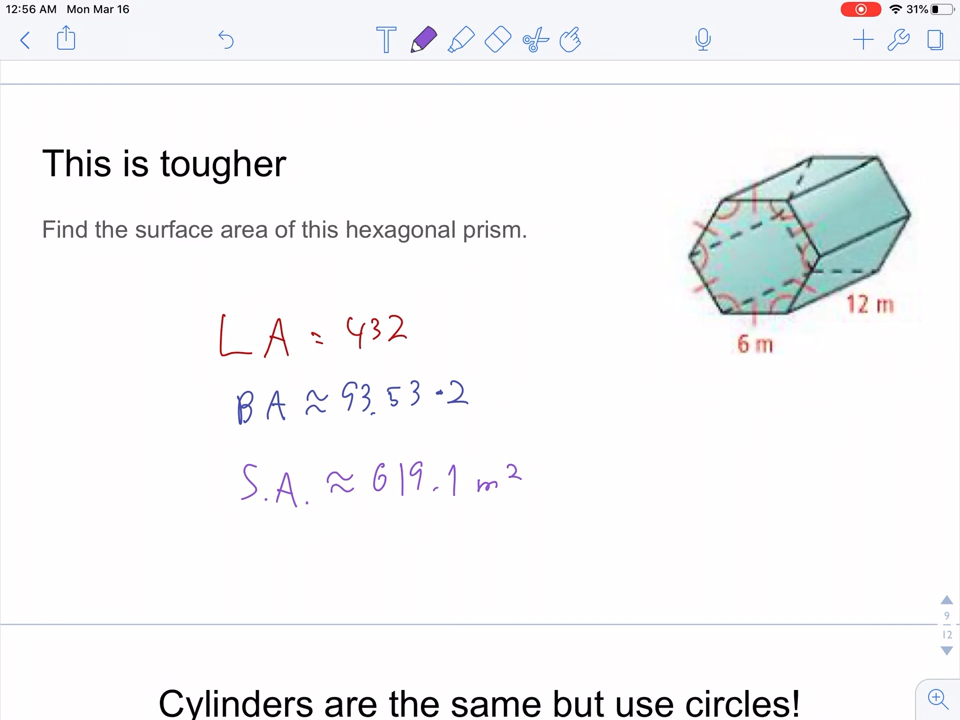 12:56 AM Mon Mar 16
31%
T
This is tougher
Find the surface area of this hexagonal prism.
12 m
6 m
LA = 432
BA ≈ 93.53 · 2
S.A. ≈ 619.1 m²
9
12
Cylinders are the same but use circles!